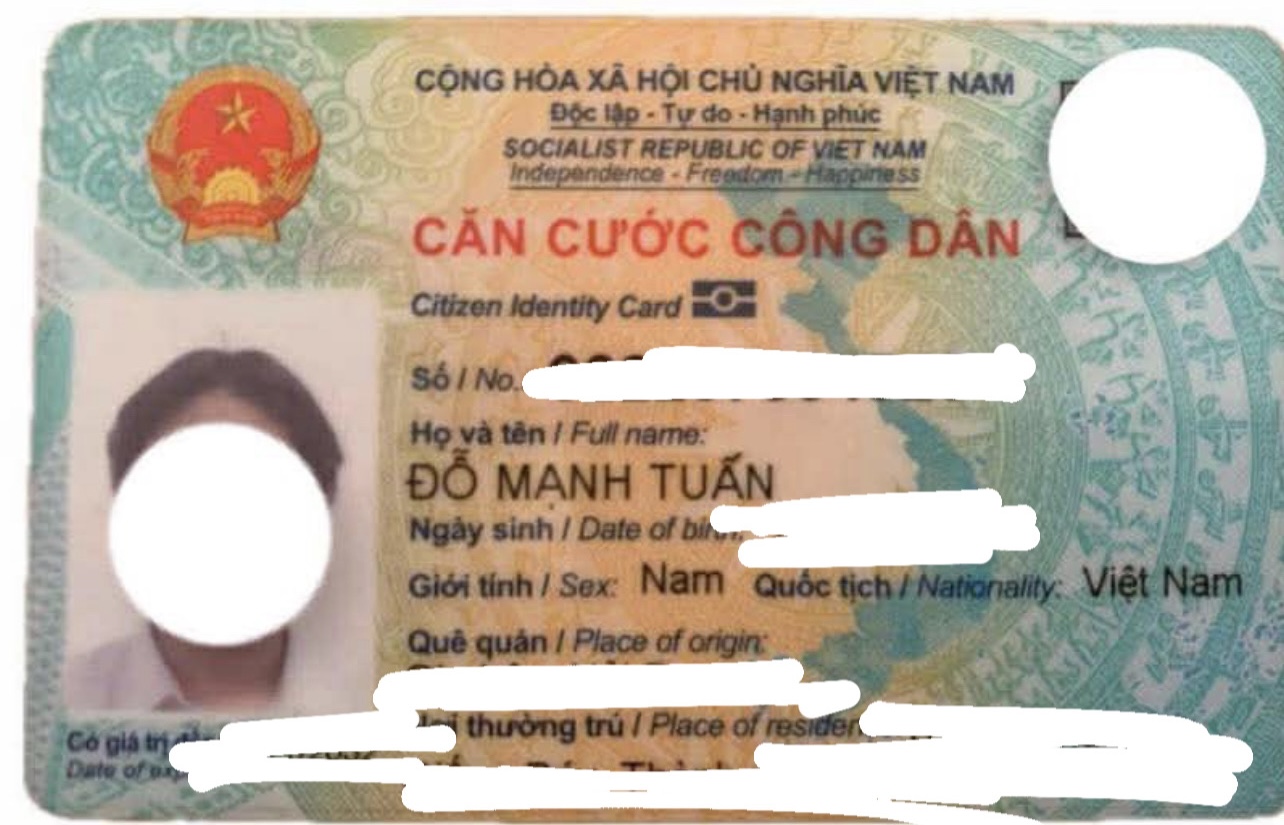 CỘNG HÒA XÃ HỘI CHỦ NGHĨA VIỆT NAM
Độc lập - Tự do - Hạnh phúc
SOCIALIST REPUBLIC OF VIET NAM
Independence - Freedom - Happiness
CĂN CƯỚC CÔNG DÂN
Citizen Identity Card
Số / No.:
Họ và tên / Full name:
ĐỖ MẠNH TUẤN
Ngày sinh / Date of
Giới tính / Sex: Nam Quốc tịch / Nationality: Việt Nam
Quê quán / Place of origin:
thường trú / Place of
Có giá trị
Date of